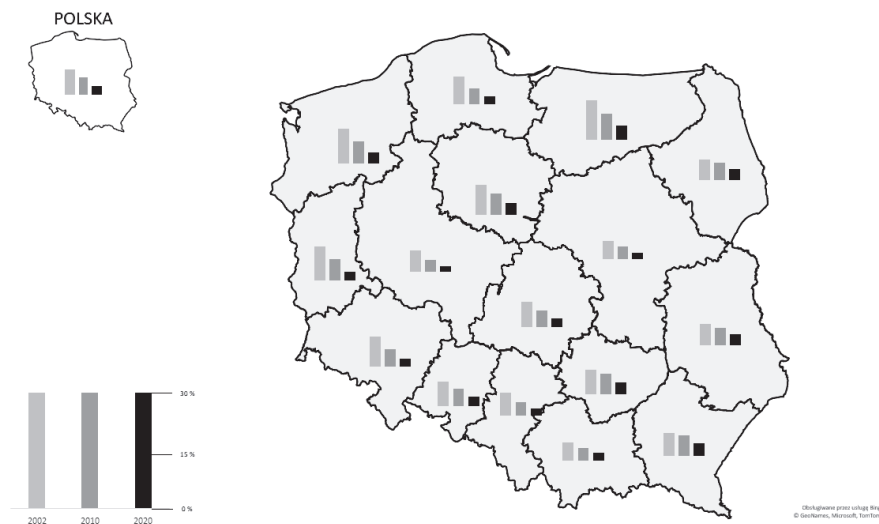 POLSKA
30 %
15 %
0 %
2002 2010 2020
Obsługiwane przez usługę Bing
© GeoNames, Microsoft, TomTom